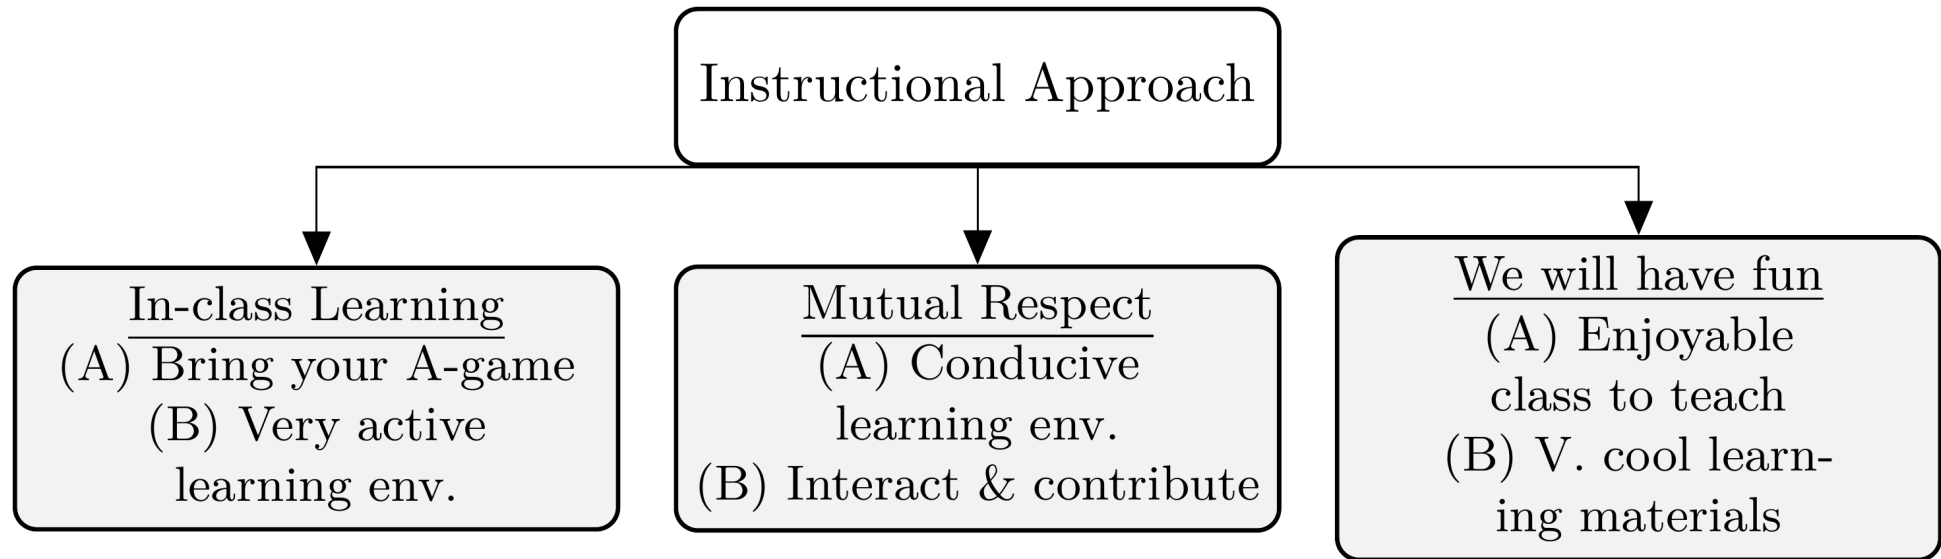 Instructional Approach
In-class Learning
(A) Bring your A-game
(B) Very active
learning env.
Mutual Respect
(A) Conducive
learning env.
(B) Interact & contribute
We will have fun
(A) Enjoyable
class to teach
(B) V. cool learn-
ing materials